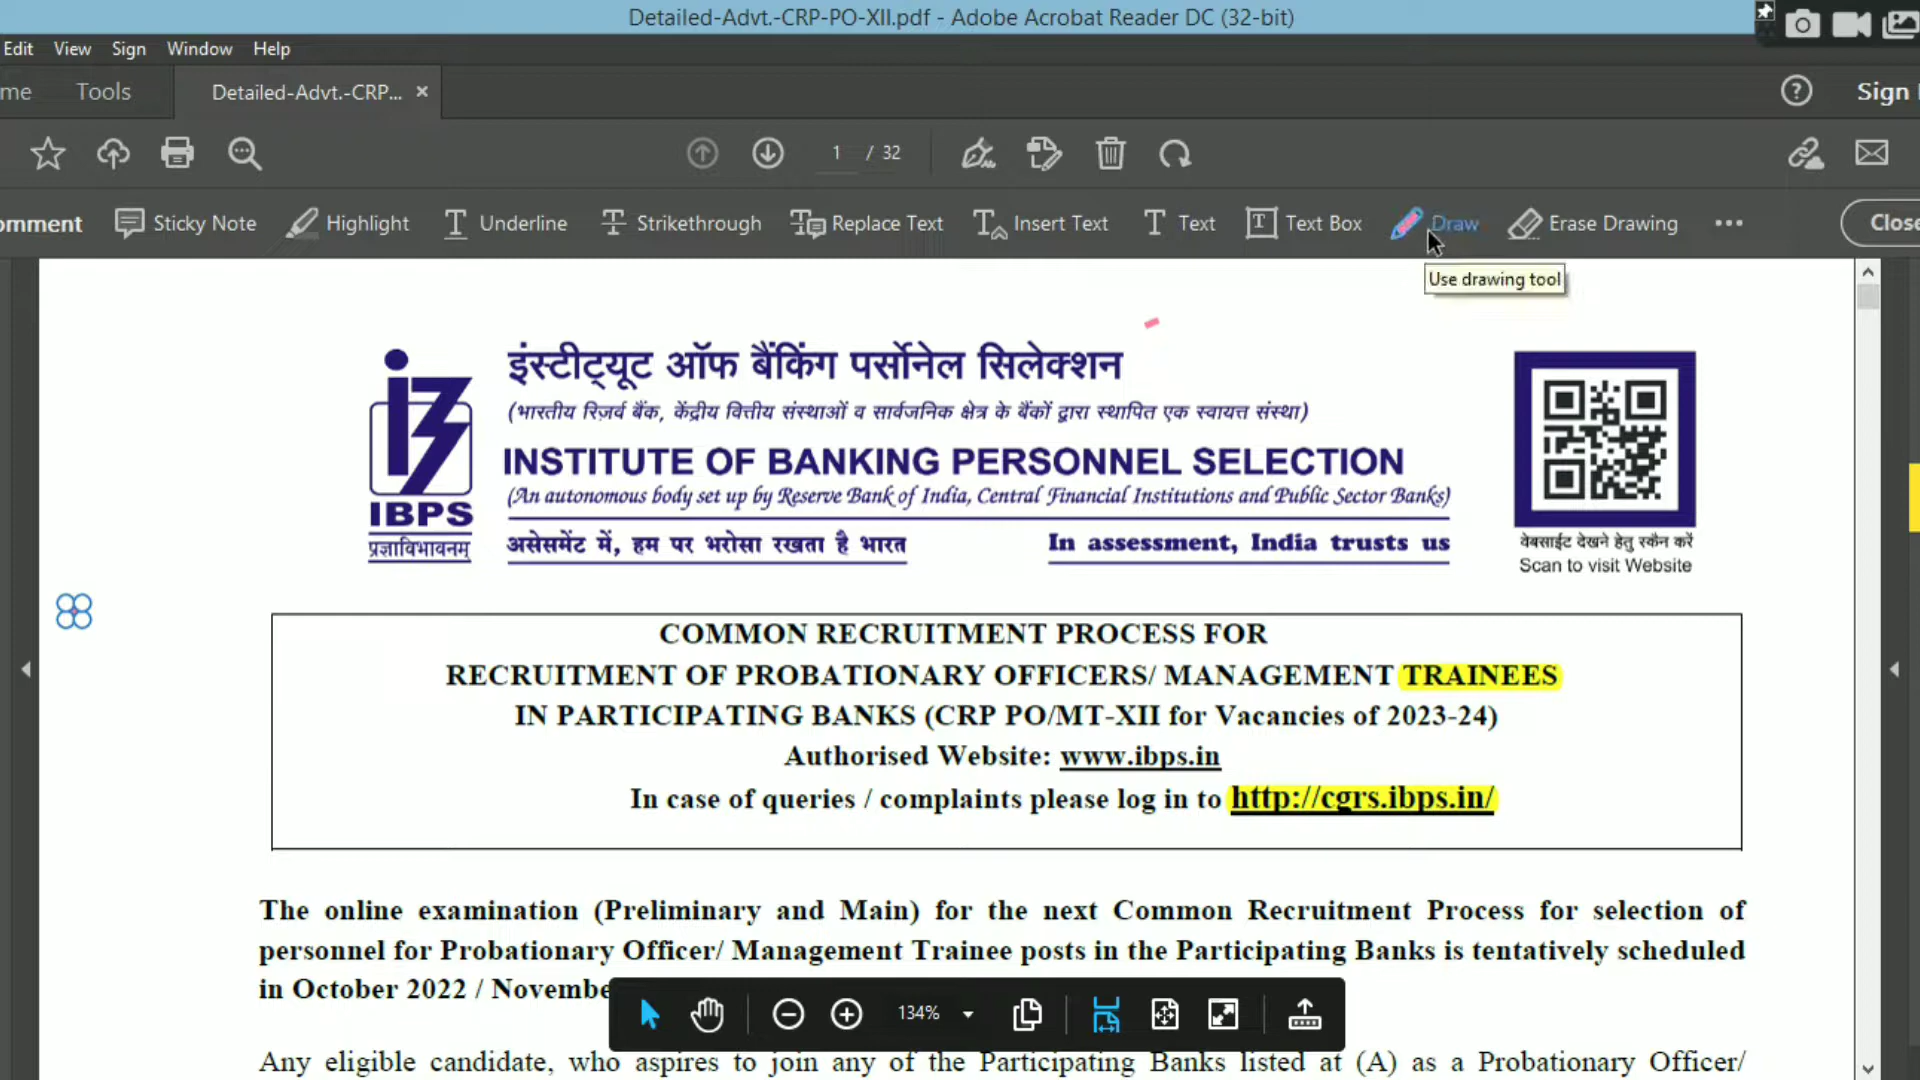 Detailed-Advt.-CRP-PO-XII.pdf - Adobe Acrobat Reader DC (32-bit)
Edit View Sign Window Help
me Tools Detailed-Advt.-CRP... × Sign
1 / 32
omment Sticky Note Highlight Underline Strikethrough Replace Text Insert Text Text Text Box Draw Erase Drawing Close
Use drawing tool
इंस्टीट्यूट ऑफ बैंकिंग पर्सोनेल सिलेक्शन
(भारतीय रिज़र्व बैंक, केंद्रीय वित्तीय संस्थाओं व सार्वजनिक क्षेत्र के बैंकों द्वारा स्थापित एक स्वायत्त संस्था)
INSTITUTE OF BANKING PERSONNEL SELECTION
(An autonomous body set up by Reserve Bank of India, Central Financial Institutions and Public Sector Banks)
IBPS
प्रज्ञाविभावनम्
असेसमेंट में, हम पर भरोसा रखता है भारत In assessment, India trusts us
वेबसाईट देखने हेतु स्कैन करें
Scan to visit Website
COMMON RECRUITMENT PROCESS FOR
RECRUITMENT OF PROBATIONARY OFFICERS/ MANAGEMENT TRAINEES
IN PARTICIPATING BANKS (CRP PO/MT-XII for Vacancies of 2023-24)
Authorised Website: www.ibps.in
In case of queries / complaints please log in to http://cgrs.ibps.in/
The online examination (Preliminary and Main) for the next Common Recruitment Process for selection of
personnel for Probationary Officer/ Management Trainee posts in the Participating Banks is tentatively scheduled
in October 2022 / Novembe
134%
Any eligible candidate, who aspires to join any of the Participating Banks listed at (A) as a Probationary Officer/